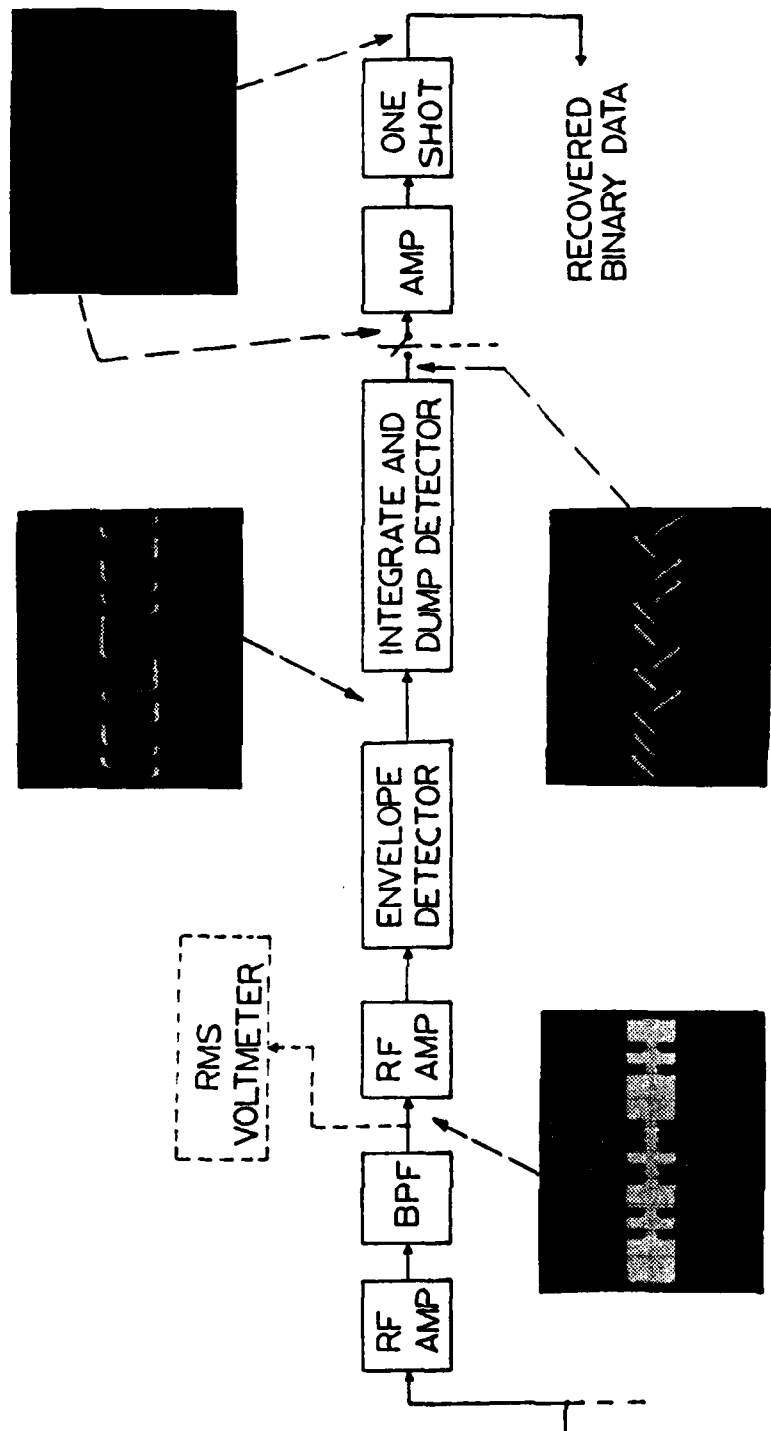 RF
AMP
BPF
RMS
VOLTMETER
RF
AMP
ENVELOPE
DETECTOR
INTEGRATE AND
DUMP DETECTOR
AMP
ONE
SHOT
RECOVERED
BINARY DATA